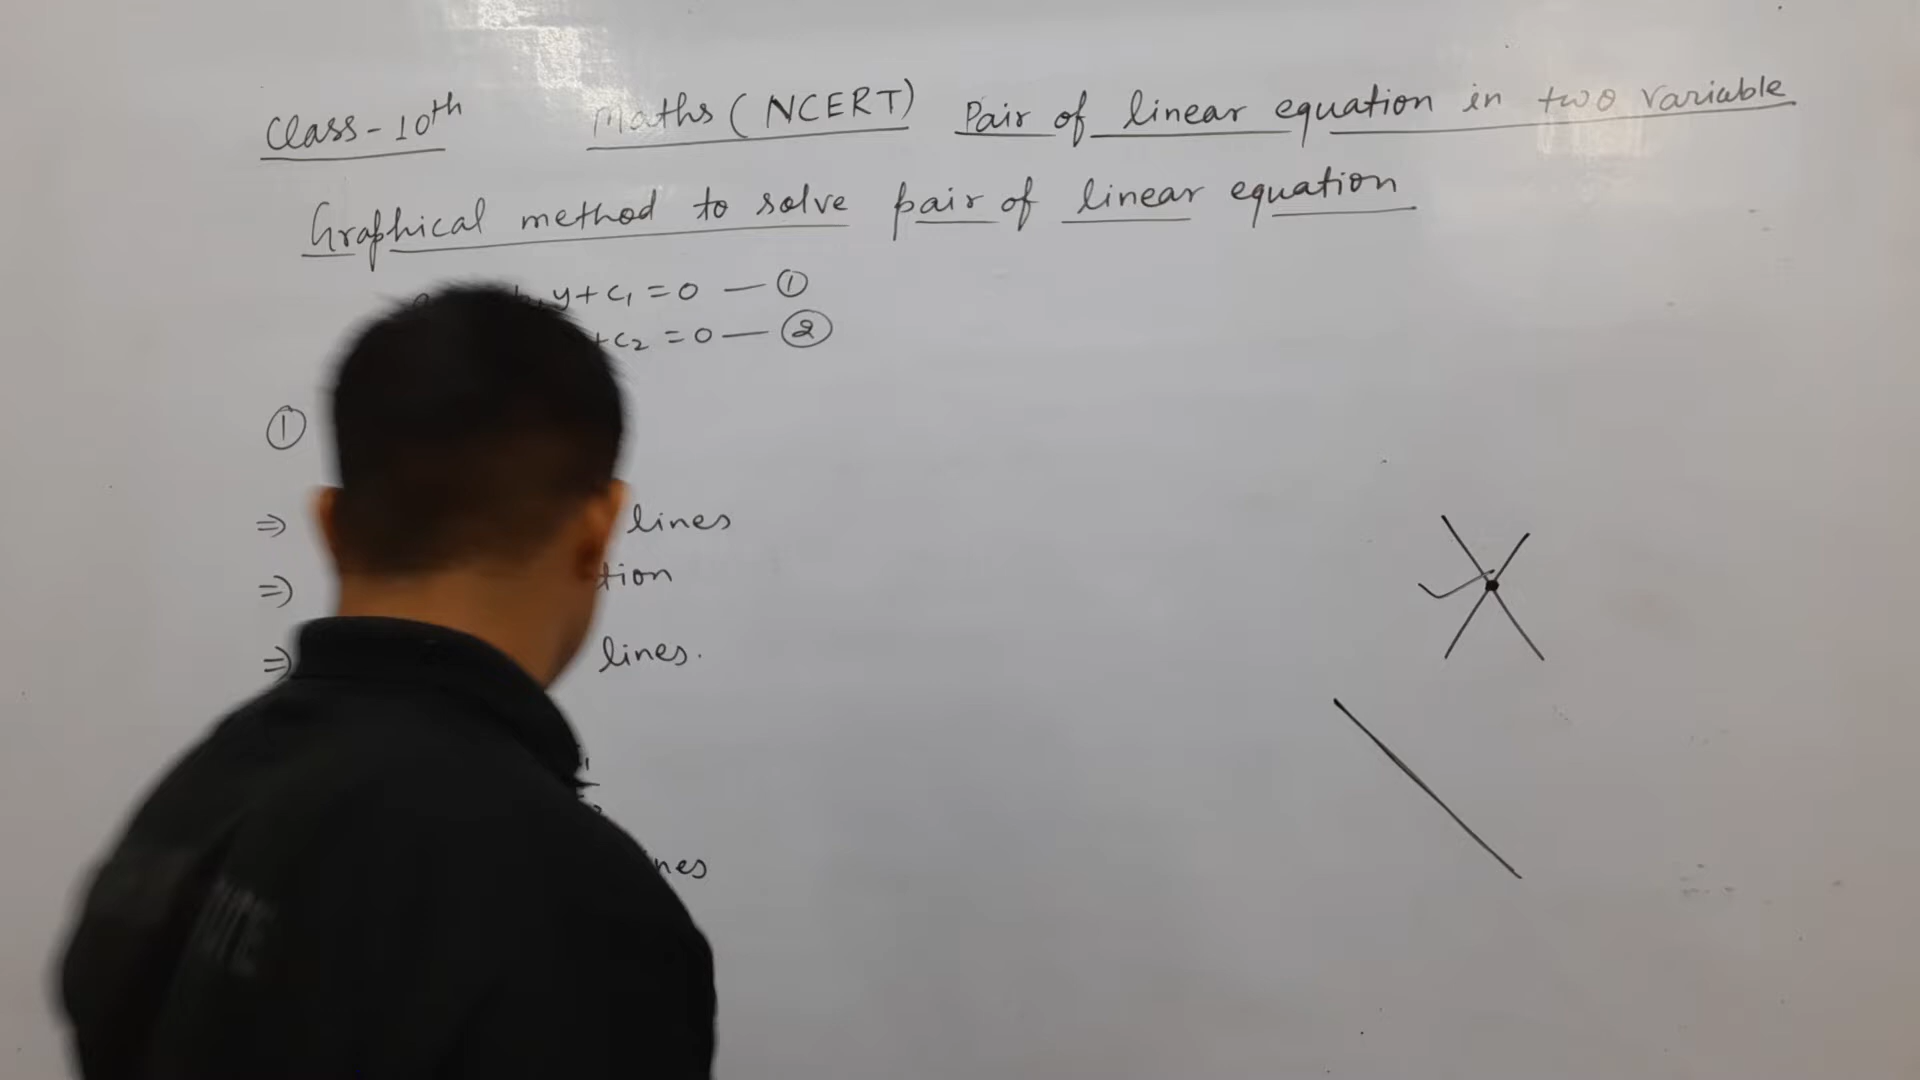 Class-10th Maths (NCERT) Pair of linear equation in two variable
Graphical method to solve pair of linear equation
y+c₁ = 0 — ①
+c₂ = 0 — ②
①
⇒ lines
⇒ tion
⇒ lines.
nes